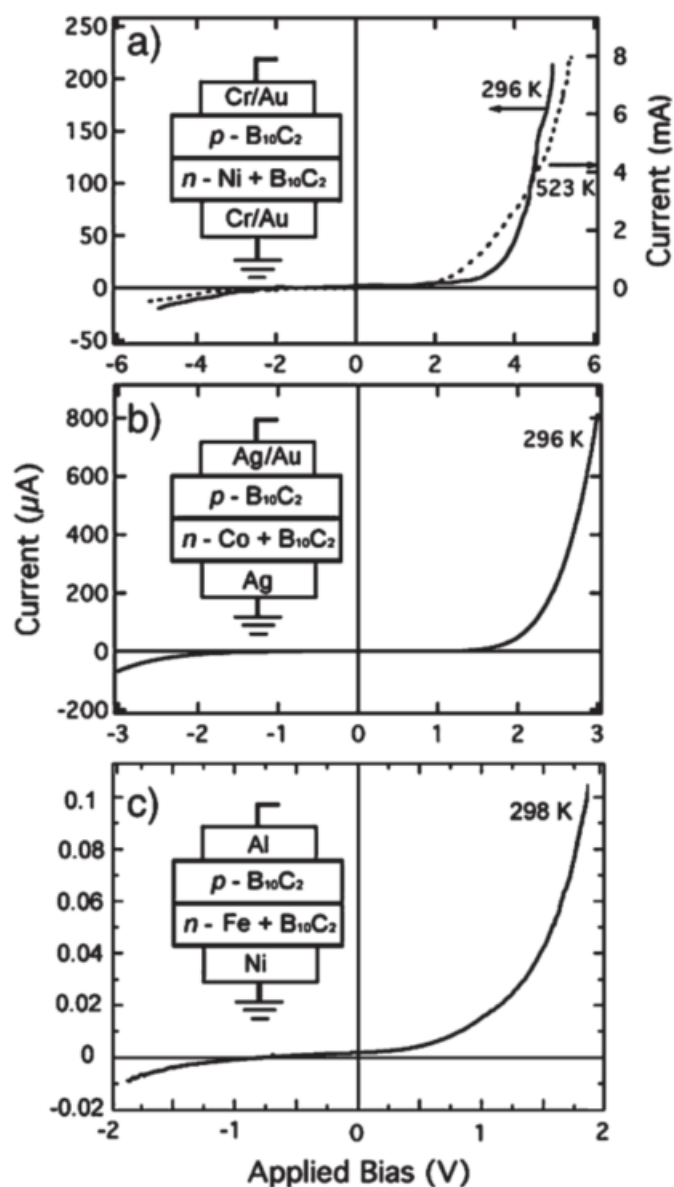 a)
250
200
150
100
50
0
-50
8
6
4
2
0
Current (mA)
296 K
523 K
Cr/Au
p - B₁₀C₂
n - Ni + B₁₀C₂
Cr/Au
-6 -4 -2 0 2 4 6
b)
800
600
400
200
0
-200
296 K
Ag/Au
p - B₁₀C₂
n - Co + B₁₀C₂
Ag
-3 -2 -1 0 1 2 3
Current (μA)
c)
0.1
0.08
0.06
0.04
0.02
0
-0.02
298 K
Al
p - B₁₀C₂
n - Fe + B₁₀C₂
Ni
-2 -1 0 1 2
Applied Bias (V)